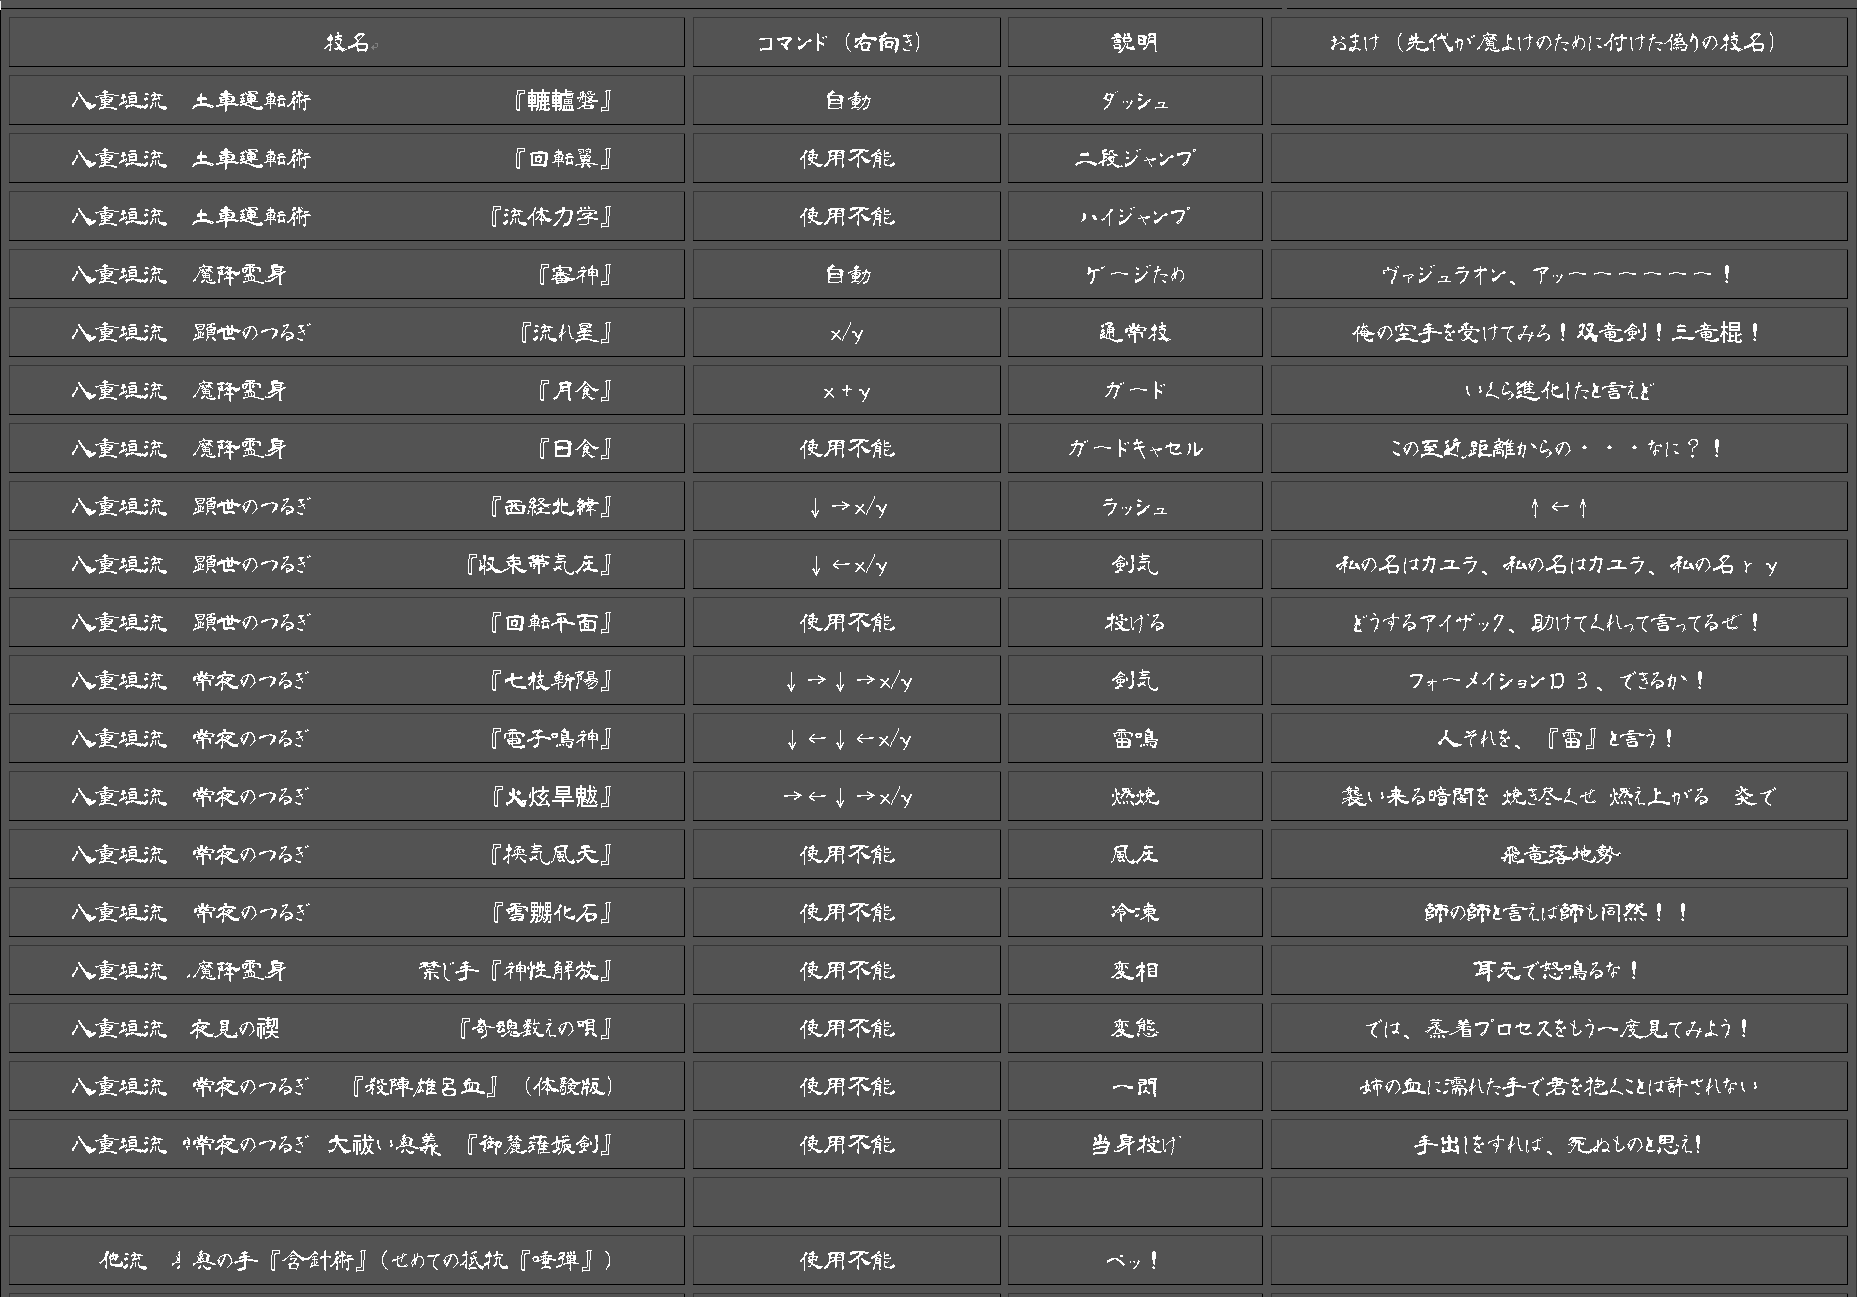 技名 コマンド（右向き） 説明 おまけ（先代が魔よけのために付けた偽りの技名）
八重垣流 土車運転術 『轆轤磐』 自動 ダッシュ
八重垣流 土車運転術 『回転翼』 使用不能 二段ジャンプ
八重垣流 土車運転術 『流体力学』 使用不能 ハイジャンプ
八重垣流 魔降霊身 『審神』 自動 ゲージため ヴァジュラオン、アッーーーーーー！
八重垣流 顕世のつるぎ 『流れ星』 x/y 通常技 俺の空手を受けてみろ！双竜剣！三竜棍！
八重垣流 魔降霊身 『月食』 x＋y ガード いくら進化したと言えど
八重垣流 魔降霊身 『日食』 使用不能 ガードキャセル この至近距離からの・・・なに？！
八重垣流 顕世のつるぎ 『西経北緯』 ↓→x/y ラッシュ ↑←↑
八重垣流 顕世のつるぎ 『収束帯気圧』 ↓←x/y 剣気 私の名はカユラ、私の名はカユラ、私の名ｒｙ
八重垣流 顕世のつるぎ 『回転平面』 使用不能 投げる どうするアイザック、助けてくれって言ってるぜ！
八重垣流 常夜のつるぎ 『七枝斬陽』 ↓→↓→x/y 剣気 フォーメイションＤ３、できるか！
八重垣流 常夜のつるぎ 『電子鳴神』 ↓←↓←x/y 雷鳴 人それを、『雷』と言う！
八重垣流 常夜のつるぎ 『火炫旱魃』 →←↓→x/y 燃焼 襲い来る暗闇を 焼き尽くせ 燃え上がる 炎で
八重垣流 常夜のつるぎ 『換気風天』 使用不能 風圧 飛竜落地勢
八重垣流 常夜のつるぎ 『雪嬲化石』 使用不能 冷凍 師の師と言えば師も同然！！
八重垣流 魔降霊身 禁じ手『神性解放』 使用不能 変相 耳元で怒鳴るな！
八重垣流 夜見の禊 『奇魂数えの唄』 使用不能 変態 では、蒸着プロセスをもう一度見てみよう！
八重垣流 常夜のつるぎ 『殺陣雄呂血』（体験版） 使用不能 一閃 姉の血に濡れた手で君を抱くことは許されない
八重垣流 常夜のつるぎ 大祓い奥義 『御麓薙振剣』 使用不能 当身投げ 手出しをすれば、死ぬものと思え！
他流 奥の手『含針術』（せめての抵抗『唾弾』） 使用不能 ペッ！